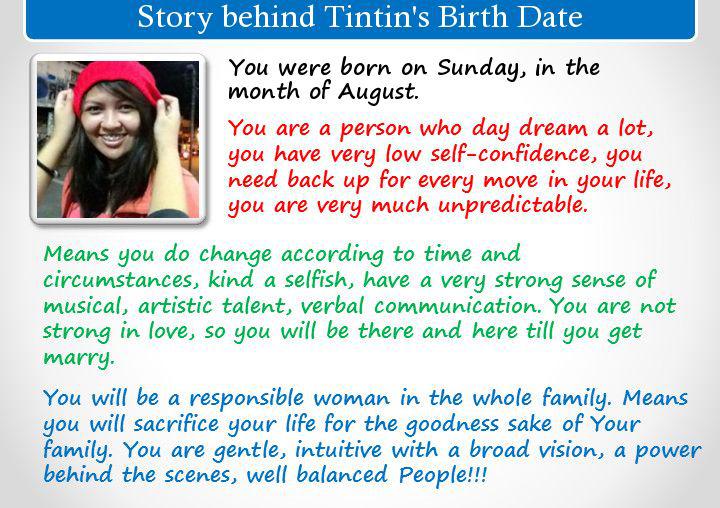 Story behind Tintin's Birth Date
You were born on Sunday, in the
month of August.
You are a person who day dream a lot,
you have very low self-confidence, you
need back up for every move in your life,
you are very much unpredictable.
Means you do change according to time and
circumstances, kind a selfish, have a very strong sense of
musical, artistic talent, verbal communication. You are not
strong in love, so you will be there and here till you get
marry.
You will be a responsible woman in the whole family. Means
you will sacrifice your life for the goodness sake of Your
family. You are gentle, intuitive with a broad vision, a power
behind the scenes, well balanced People!!!